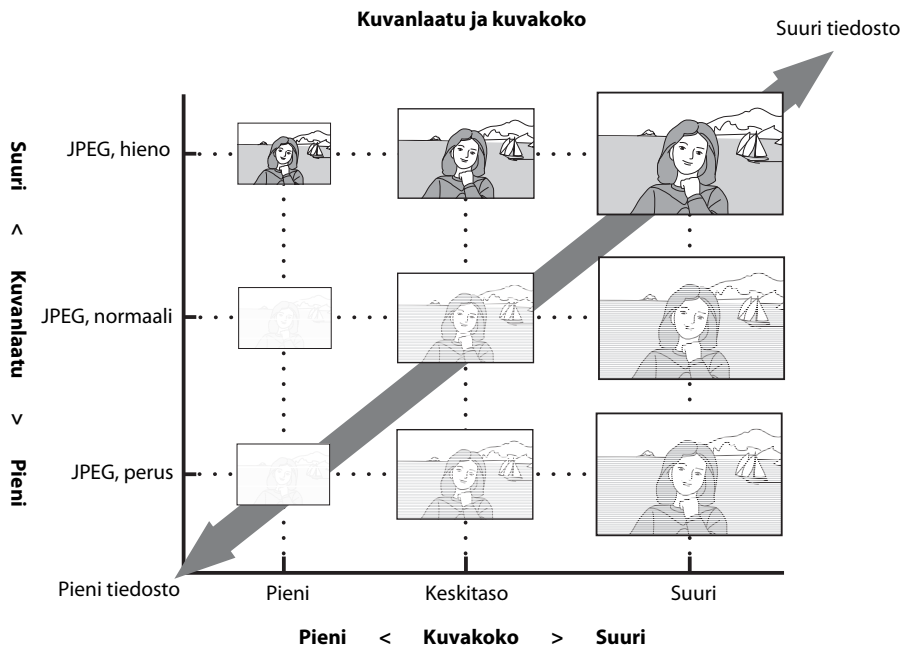 Kuvanlaatu ja kuvakoko
Suuri tiedosto
Suuri < Kuvanlaatu > Pieni
JPEG, hieno
JPEG, normaali
JPEG, perus
Pieni tiedosto
Pieni
Keskitaso
Suuri
Pieni < Kuvakoko > Suuri